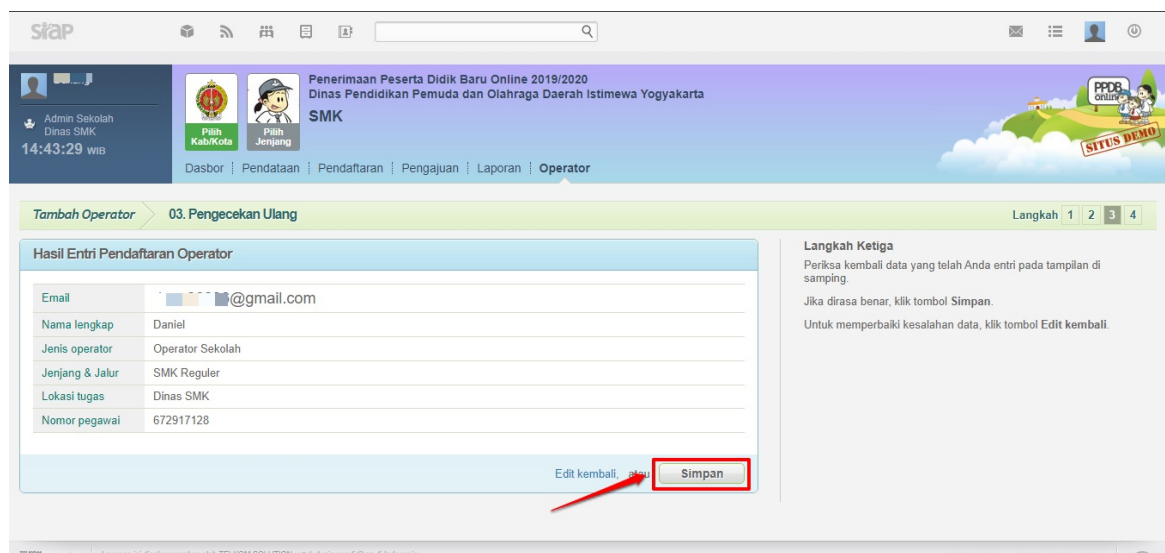 siap
Admin Sekolah
Dinas SMK
14:43:29 WIB
Pilih
Kab/Kota
Pilih
Jenjang
Penerimaan Peserta Didik Baru Online 2019/2020
Dinas Pendidikan Pemuda dan Olahraga Daerah Istimewa Yogyakarta
SMK
Dasbor Pendataan Pendaftaran Pengajuan Laporan Operator
PPDB
online
SITUS DEMO
Tambah Operator 03. Pengecekan Ulang Langkah 1 2 3 4
Hasil Entri Pendaftaran Operator
Email @gmail.com
Nama lengkap Daniel
Jenis operator Operator Sekolah
Jenjang & Jalur SMK Reguler
Lokasi tugas Dinas SMK
Nomor pegawai 672917128
Edit kembali, atau Simpan
Langkah Ketiga
Periksa kembali data yang telah Anda entri pada tampilan di
samping.
Jika dirasa benar, klik tombol Simpan.
Untuk memperbaiki kesalahan data, klik tombol Edit kembali.